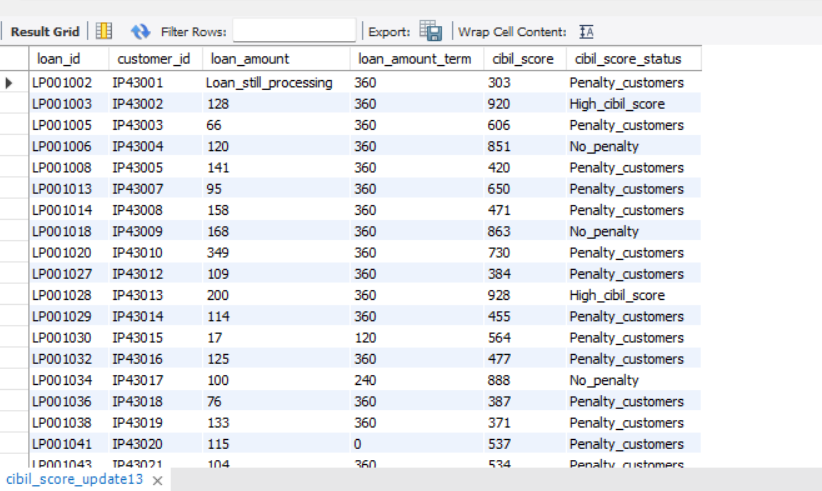 Result Grid Filter Rows: Export: Wrap Cell Content: IA
loan_id customer_id loan_amount loan_amount_term cibil_score cibil_score_status
LP001002 IP43001 Loan_still_processing 360 303 Penalty_customers
LP001003 IP43002 128 360 920 High_cibil_score
LP001005 IP43003 66 360 606 Penalty_customers
LP001006 IP43004 120 360 851 No_penalty
LP001008 IP43005 141 360 420 Penalty_customers
LP001013 IP43007 95 360 650 Penalty_customers
LP001014 IP43008 158 360 471 Penalty_customers
LP001018 IP43009 168 360 863 No_penalty
LP001020 IP43010 349 360 730 Penalty_customers
LP001027 IP43012 109 360 384 Penalty_customers
LP001028 IP43013 200 360 928 High_cibil_score
LP001029 IP43014 114 360 455 Penalty_customers
LP001030 IP43015 17 120 564 Penalty_customers
LP001032 IP43016 125 360 477 Penalty_customers
LP001034 IP43017 100 240 888 No_penalty
LP001036 IP43018 76 360 387 Penalty_customers
LP001038 IP43019 133 360 371 Penalty_customers
LP001041 IP43020 115 0 537 Penalty_customers
LP001043 IP43021 104 360 534 Penalty_customers
cibil_score_update13